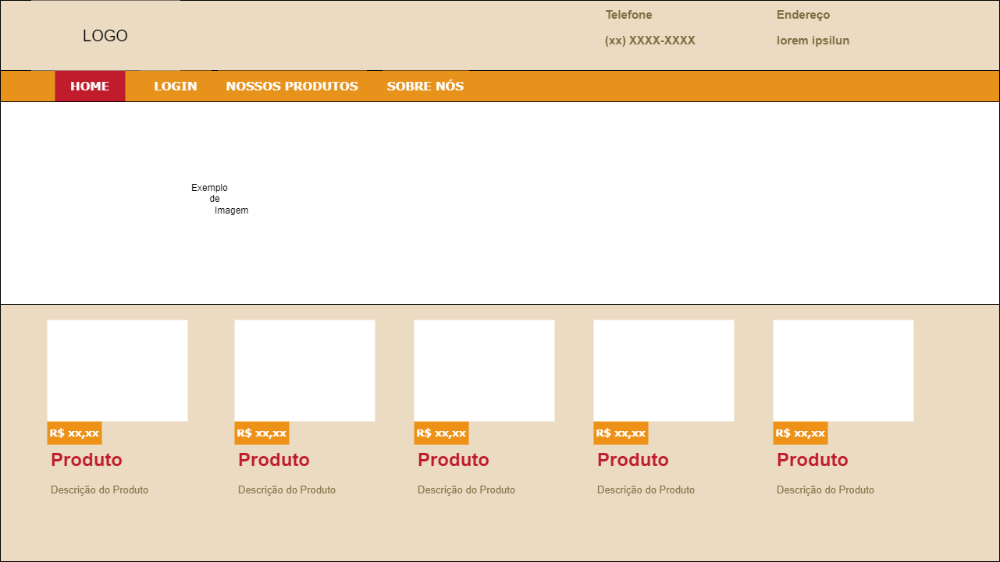 LOGO
Telefone
(xx) XXXX-XXXX
Endereço
lorem ipsilun
HOME
LOGIN
NOSSOS PRODUTOS
SOBRE NÓS
Exemplo
de
Imagem
R$ xx,xx
Produto
Descrição do Produto
R$ xx,xx
Produto
Descrição do Produto
R$ xx,xx
Produto
Descrição do Produto
R$ xx,xx
Produto
Descrição do Produto
R$ xx,xx
Produto
Descrição do Produto